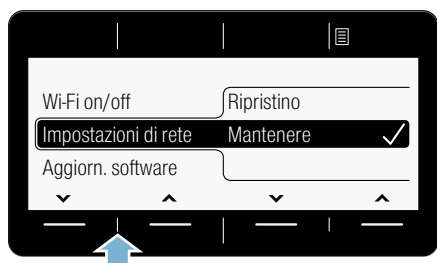 Wi-Fi on/off
Ripristino
Impostazioni di rete
Mantenere
Aggiorn. software